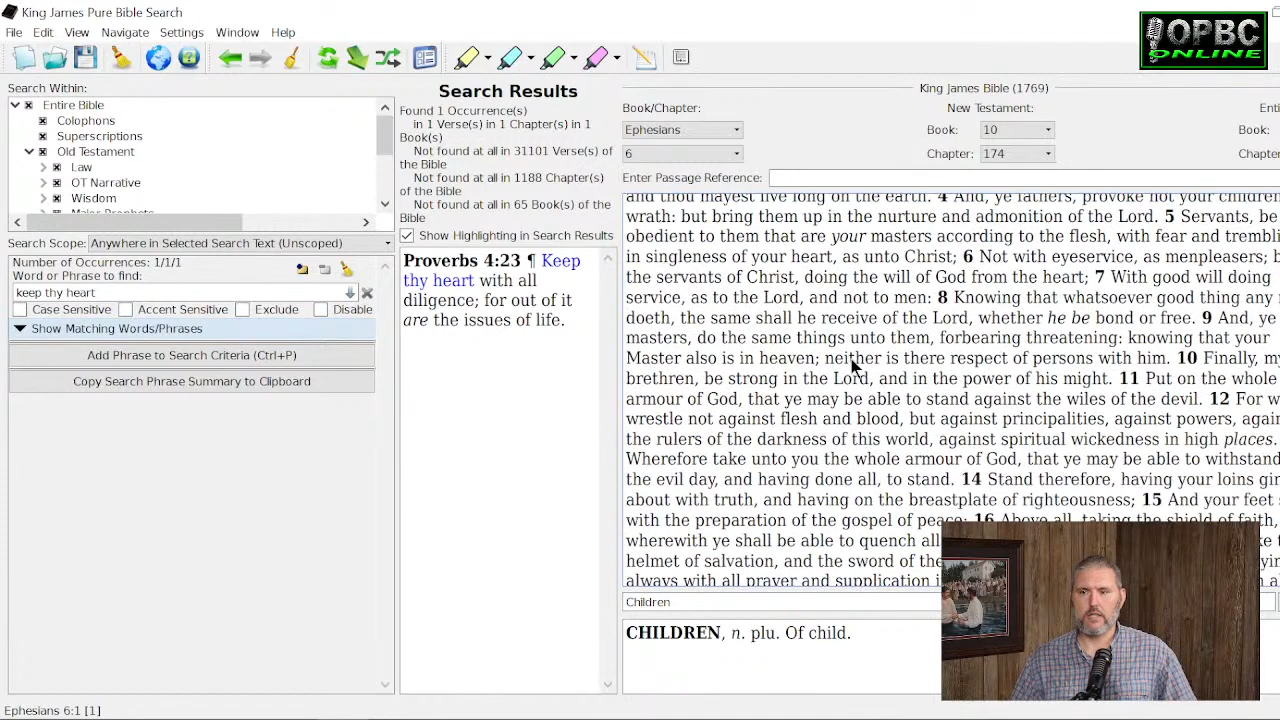 King James Pure Bible Search
OPBC
ONLINE
File Edit View Navigate Settings Window Help
Search Within:
Entire Bible
Colophons
Superscriptions
Old Testament
Law
OT Narrative
Wisdom
Search Scope: Anywhere in Selected Search Text (Unscoped)
Number of Occurrences: 1/1/1
Word or Phrase to find:
keep thy heart
Case Sensitive Accent Sensitive Exclude Disable
Show Matching Words/Phrases
Add Phrase to Search Criteria (Ctrl+P)
Copy Search Phrase Summary to Clipboard
Search Results
Found 1 Occurrence(s)
in 1 Verse(s) in 1 Chapter(s) in 1
Book(s)
Not found at all in 31101 Verse(s) of
the Bible
Not found at all in 1188 Chapter(s)
of the Bible
Not found at all in 65 Book(s) of the
Bible
Show Highlighting in Search Results
Proverbs 4:23 ¶ Keep
thy heart with all
diligence; for out of it
are the issues of life.
King James Bible (1769)
Book/Chapter: New Testament:
Ephesians Book: 10 Book:
6 Chapter: 174 Chapter
Enter Passage Reference:
and thou mayest live long on the earth. 4 And, ye fathers, provoke not your children
wrath: but bring them up in the nurture and admonition of the Lord. 5 Servants, be
obedient to them that are your masters according to the flesh, with fear and
in singleness of your heart, as unto Christ; 6 Not with eyeservice, as menpleasers;
the servants of Christ, doing the will of God from the heart; 7 With good will doing
service, as to the Lord, and not to men: 8 Knowing that whatsoever good thing any
doeth, the same shall he receive of the Lord, whether he be bond or free. 9 And, ye
masters, do the same things unto them, forbearing threatening: knowing that your
Master also is in heaven; neither is there respect of persons with him. 10 Finally,
brethren, be strong in the Lord, and in the power of his might. 11 Put on the whole
armour of God, that ye may be able to stand against the wiles of the devil. 12 For
wrestle not against flesh and blood, but against principalities, against powers,
the rulers of the darkness of this world, against spiritual wickedness in high places.
Wherefore take unto you the whole armour of God, that ye may be able to withstand
the evil day, and having done all, to stand. 14 Stand therefore, having your loins
about with truth, and having on the breastplate of righteousness; 15 And your feet
with the preparation of the gospel of peace; 16 Above all, taking the shield of faith,
wherewith ye shall be able to quench all
helmet of salvation, and the sword of the
always with all prayer and supplication
Children
CHILDREN, n. plu. Of child.
Ephesians 6:1 [1]